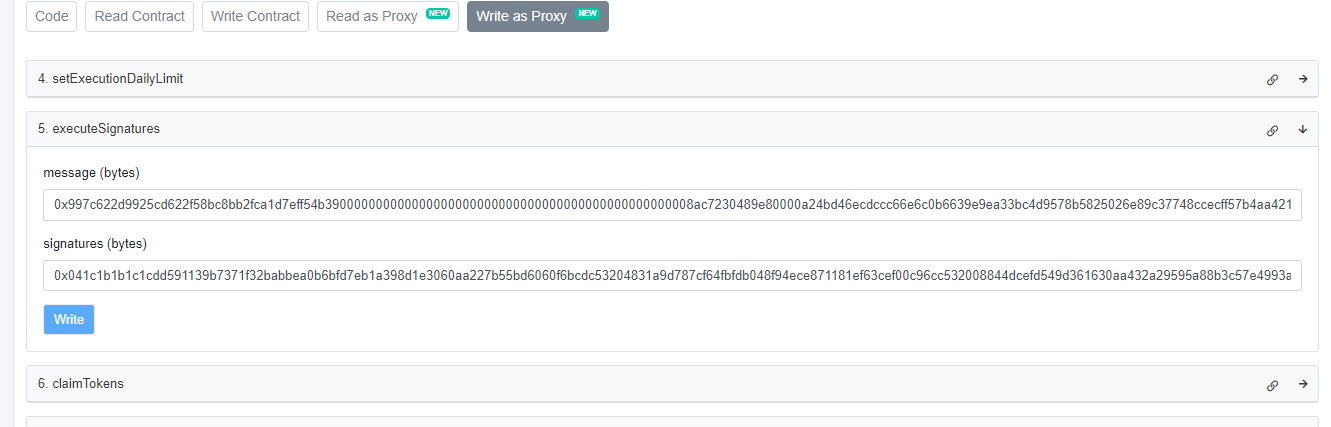 Code
Read Contract
Write Contract
Read as Proxy NEW
Write as Proxy NEW
4. setExecutionDailyLimit
5. executeSignatures
message (bytes)
0x997c622d9925cd622f58bc8bb2fca1d7eff54b390000000000000000000000000000000000000000000000008ac7230489e80000a24bd46ecdccc66e6c0b6639e9ea33bc4d9578b5825026e89c37748ccecff57b4aa421
signatures (bytes)
0x041c1b1b1c1cdd591139b7371f32babbea0b6bfd7eb1a398d1e3060aa227b55bd6060f6bcdc53204831a9d787cf64fbfdb048f94ece871181ef63cef00c96cc532008844dcefd549d361630aa432a29595a88b3c57e4993a
Write
6. claimTokens